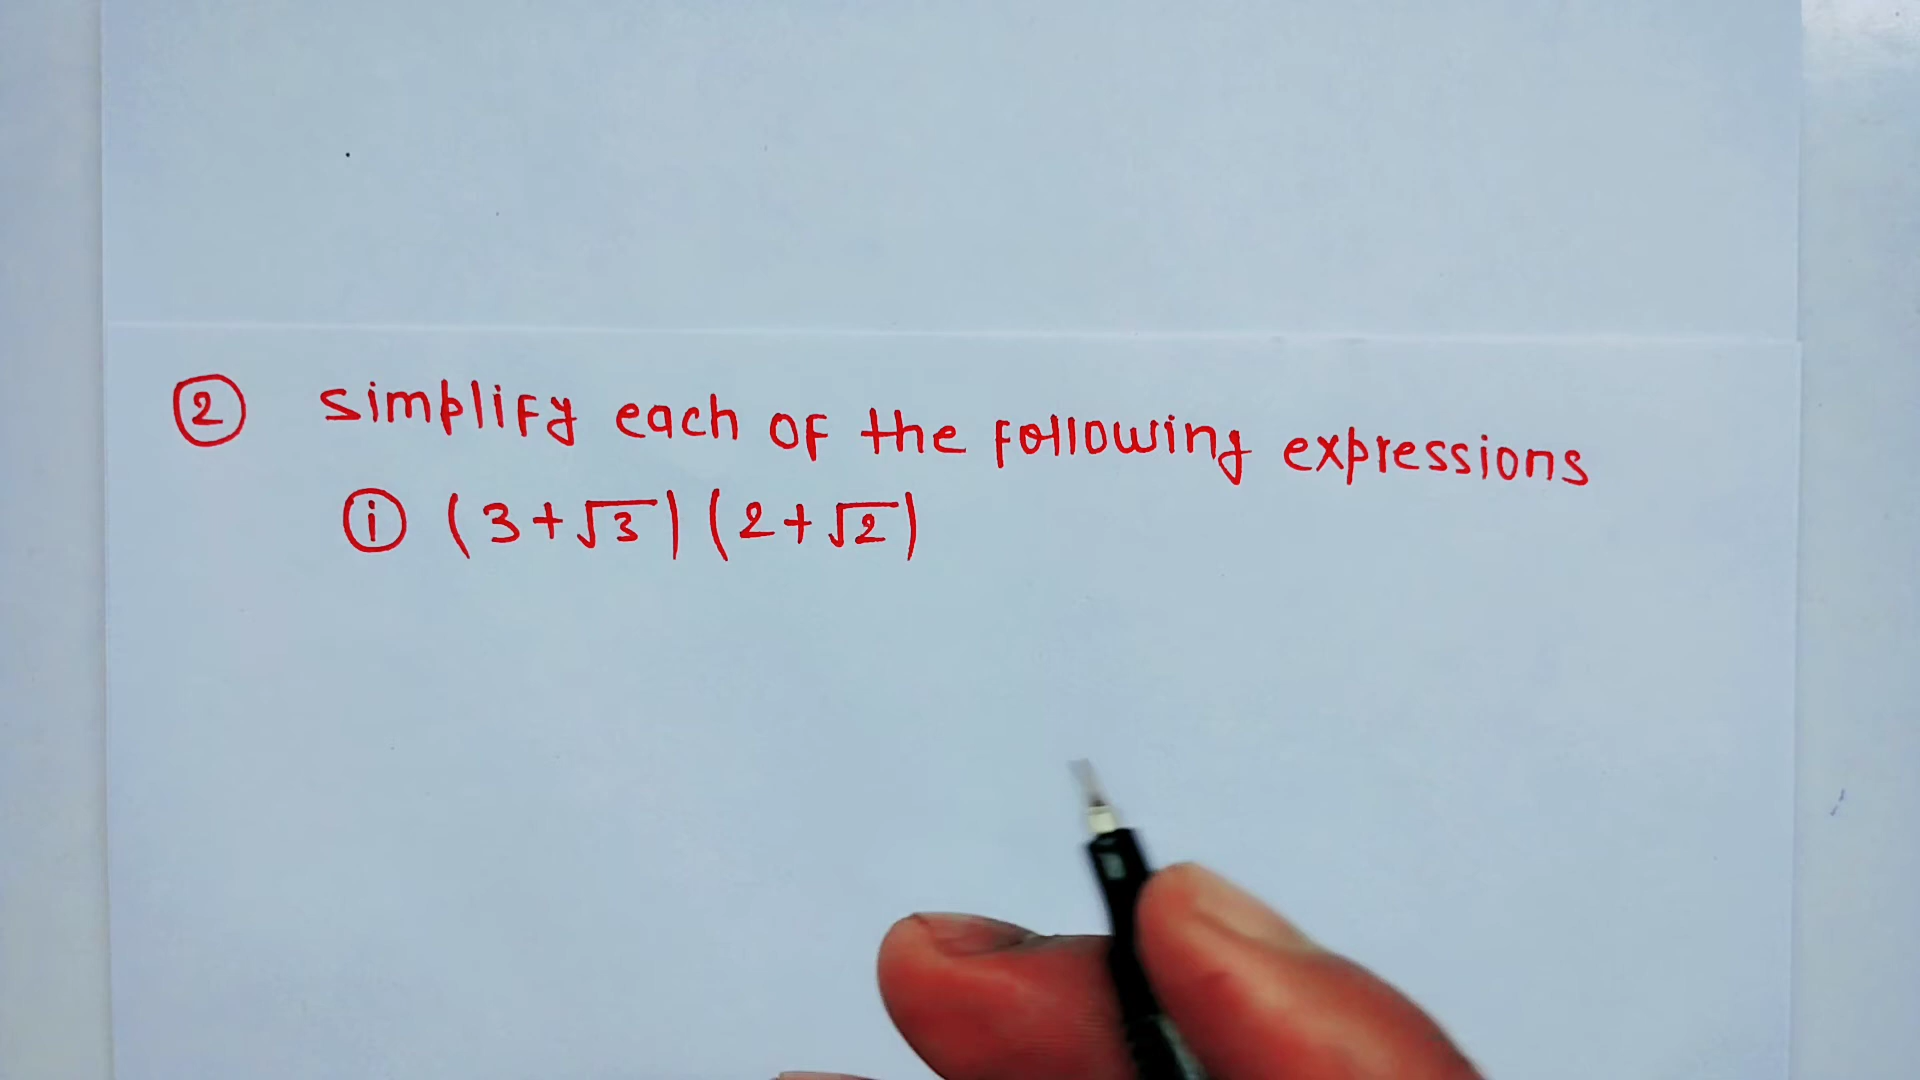 ② simplify each of the following expressions
ⓘ (3+√3) (2+√2)